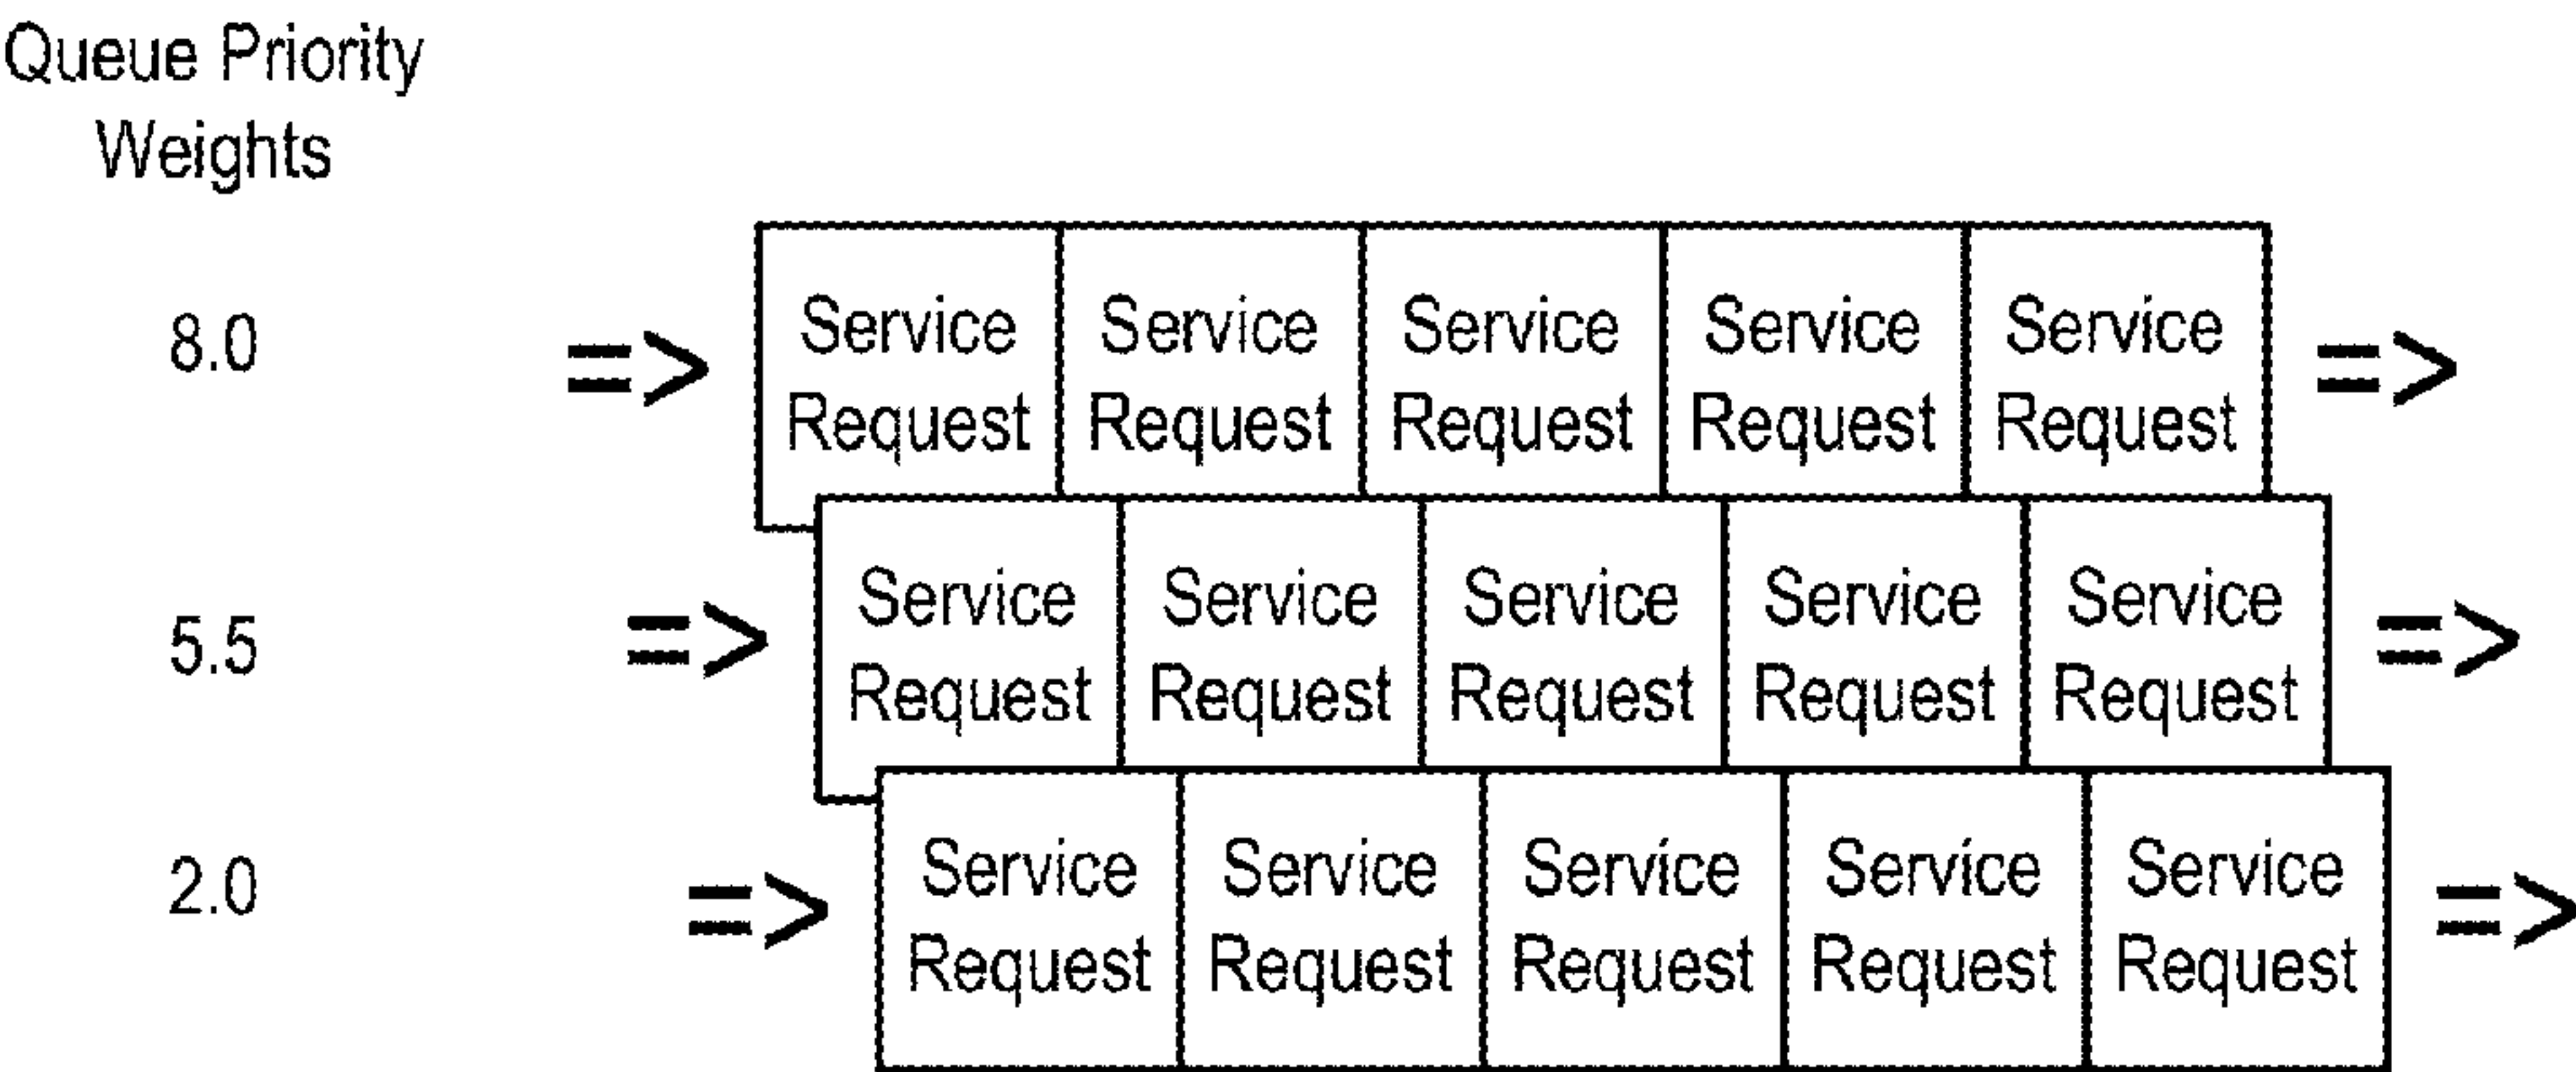 Queue Priority
Weights
8.0 => Service Service Service Service Service =>
Request Request Request Request Request
5.5 => Service Service Service Service Service =>
Request Request Request Request Request
2.0 => Service Service Service Service Service =>
Request Request Request Request Request